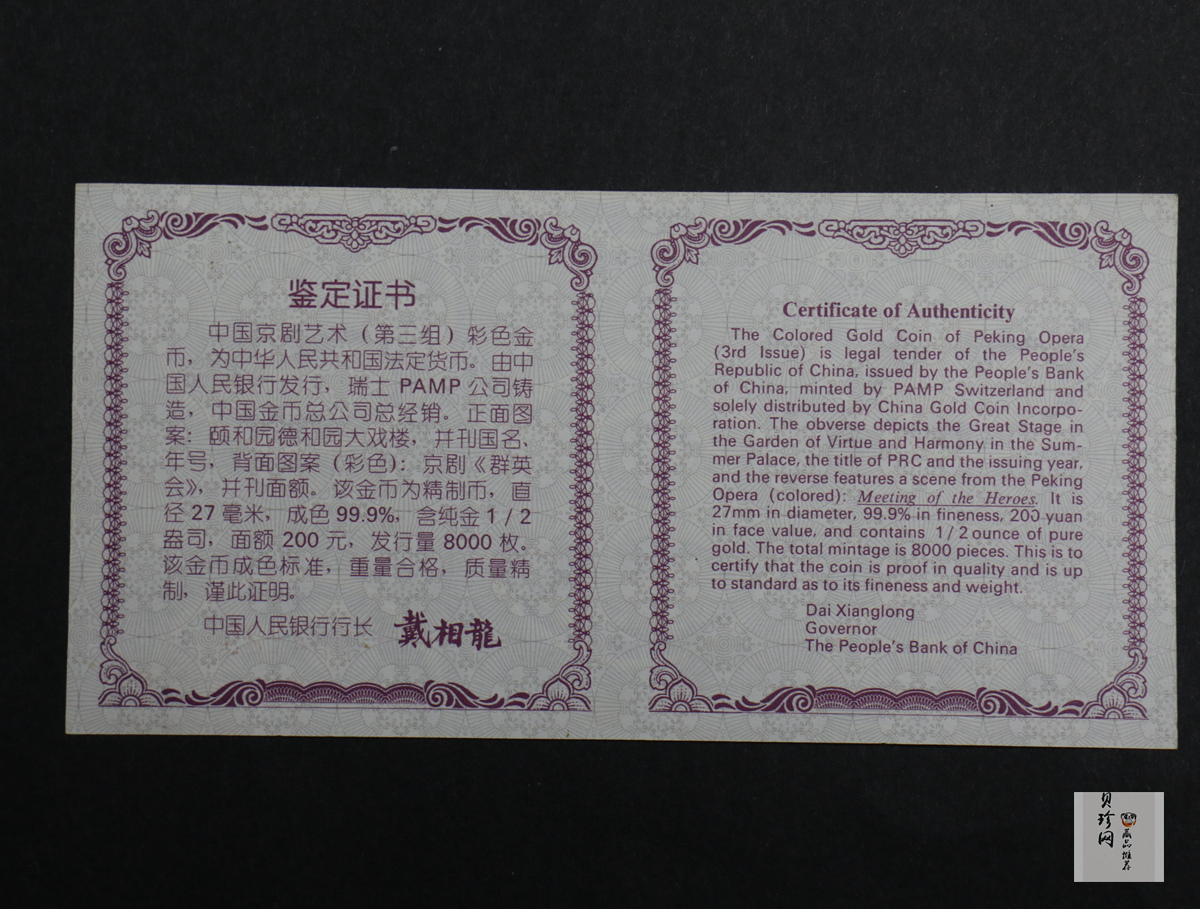 鉴定证书
中国京剧艺术（第三组）彩色金
币，为中华人民共和国法定货币。由中
国人民银行发行，瑞士 PAMP 公司铸
造，中国金币总公司总经销。正面图
案：颐和园德和园大戏楼，并刊国名、
年号，背面图案（彩色）：京剧《群英
会》，并刊面额。该金币为精制币，直
径 27 毫米，成色 99.9%，含纯金 1/2
盎司，面额 200 元，发行量 8000 枚。
该金币成色标准，重量合格，质量精
制，谨此证明。
中国人民银行行长 戴相龍
Certificate of Authenticity
The Colored Gold Coin of Peking Opera
(3rd Issue) is legal tender of the People's
Republic of China, issued by the People's Bank
of China, minted by PAMP Switzerland and
solely distributed by China Gold Coin Incorpo-
ration. The obverse depicts the Great Stage in
the Garden of Virtue and Harmony in the Sum-
mer Palace, the title of PRC and the issuing year,
and the reverse features a scene from the Peking
Opera (colored): Meeting of the Heroes. It is
27mm in diameter, 99.9% in fineness, 200 yuan
in face value, and contains 1/2 ounce of pure
gold. The total mintage is 8000 pieces. This is to
certify that the coin is proof in quality and is up
to standard as to its fineness and weight.
Dai Xianglong
Governor
The People's Bank of China
贝珍网
藏品推荐